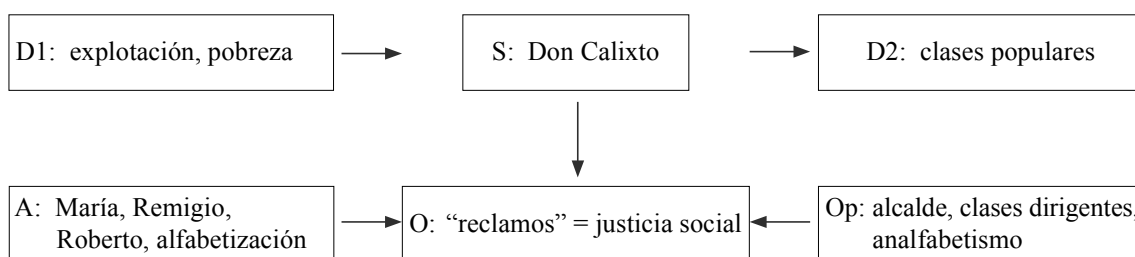 D1: explotación, pobreza
S: Don Calixto
D2: clases populares
A: María, Remigio,
Roberto, alfabetización
O: “reclamos” = justicia social
Op: alcalde, clases dirigentes,
analfabetismo